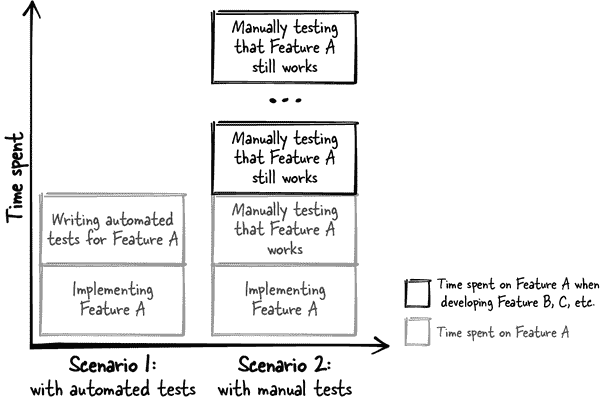 Time spent
Manually testing
that Feature A
still works
...
Manually testing
that Feature A
still works
Writing automated
tests for Feature A
Manually testing
that Feature A
works
Implementing
Feature A
Implementing
Feature A
Time spent on Feature A when
developing Feature B, C, etc.
Time spent on Feature A
Scenario 1:
with automated tests
Scenario 2:
with manual tests